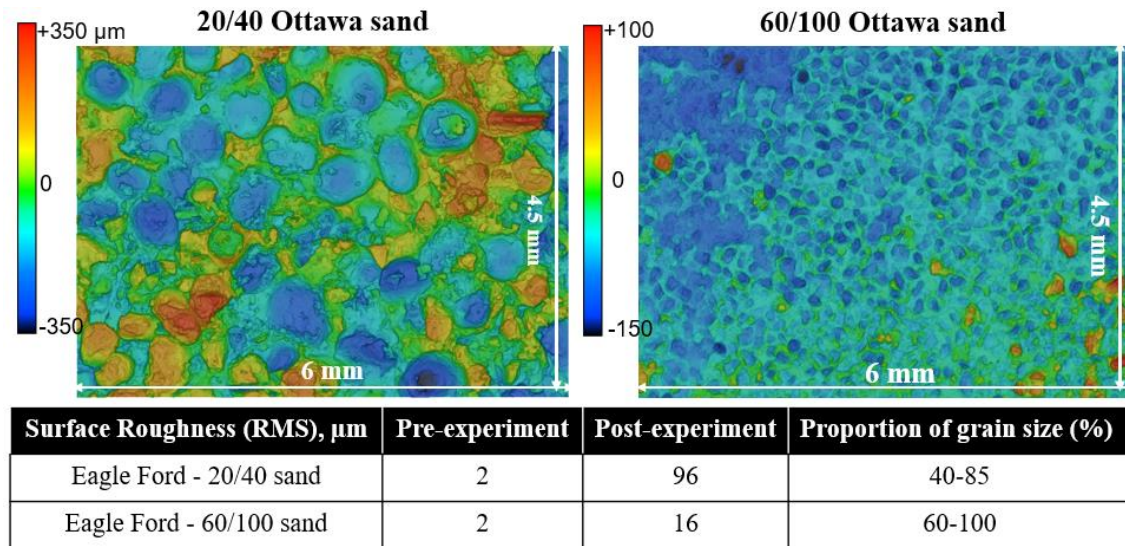 20/40 Ottawa sand
60/100 Ottawa sand
+350 µm
0
-350
4.5 mm
6 mm
+100
0
-150
4.5 mm
6 mm
Surface Roughness (RMS), µm Pre-experiment Post-experiment Proportion of grain size (%)
Eagle Ford - 20/40 sand 2 96 40-85
Eagle Ford - 60/100 sand 2 16 60-100